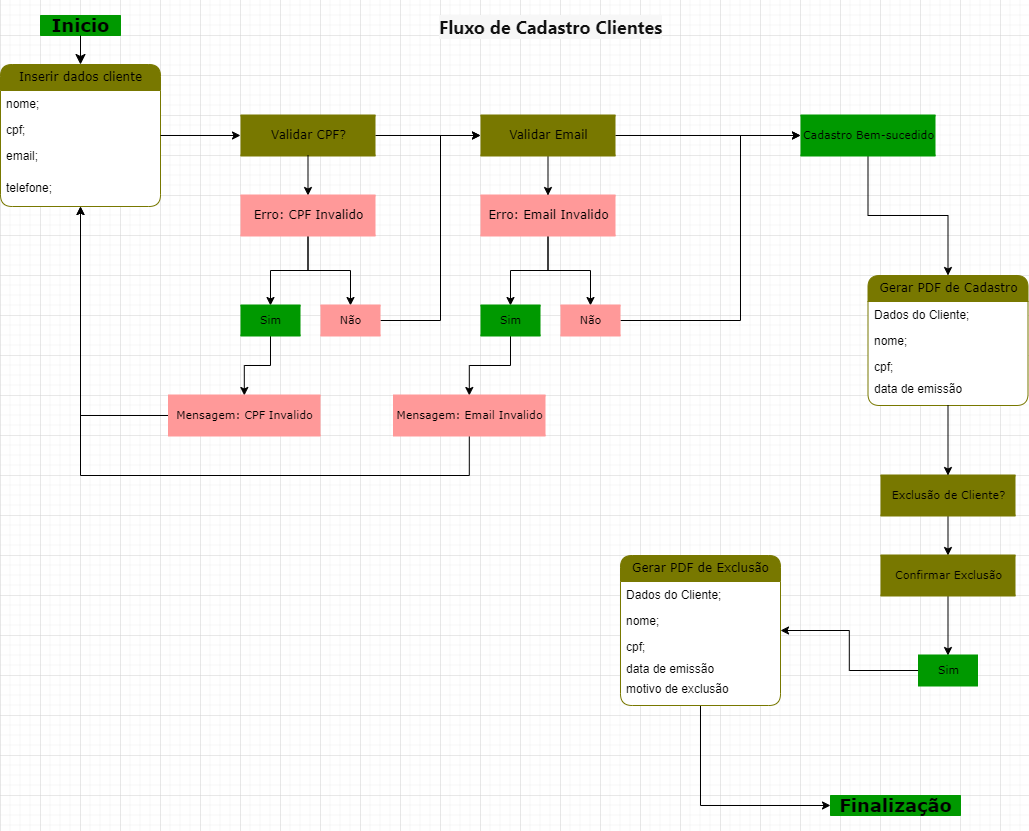 Inicio
Fluxo de Cadastro Clientes
Inserir dados cliente
nome;
cpf;
email;
telefone;
Validar CPF?
Validar Email
Cadastro Bem-sucedido
Erro: CPF Invalido
Erro: Email Invalido
Sim
Não
Sim
Não
Mensagem: CPF Invalido
Mensagem: Email Invalido
Gerar PDF de Cadastro
Dados do Cliente;
nome;
cpf;
data de emissão
Exclusão de Cliente?
Confirmar Exclusão
Sim
Gerar PDF de Exclusão
Dados do Cliente;
nome;
cpf;
data de emissão
motivo de exclusão
Finalização